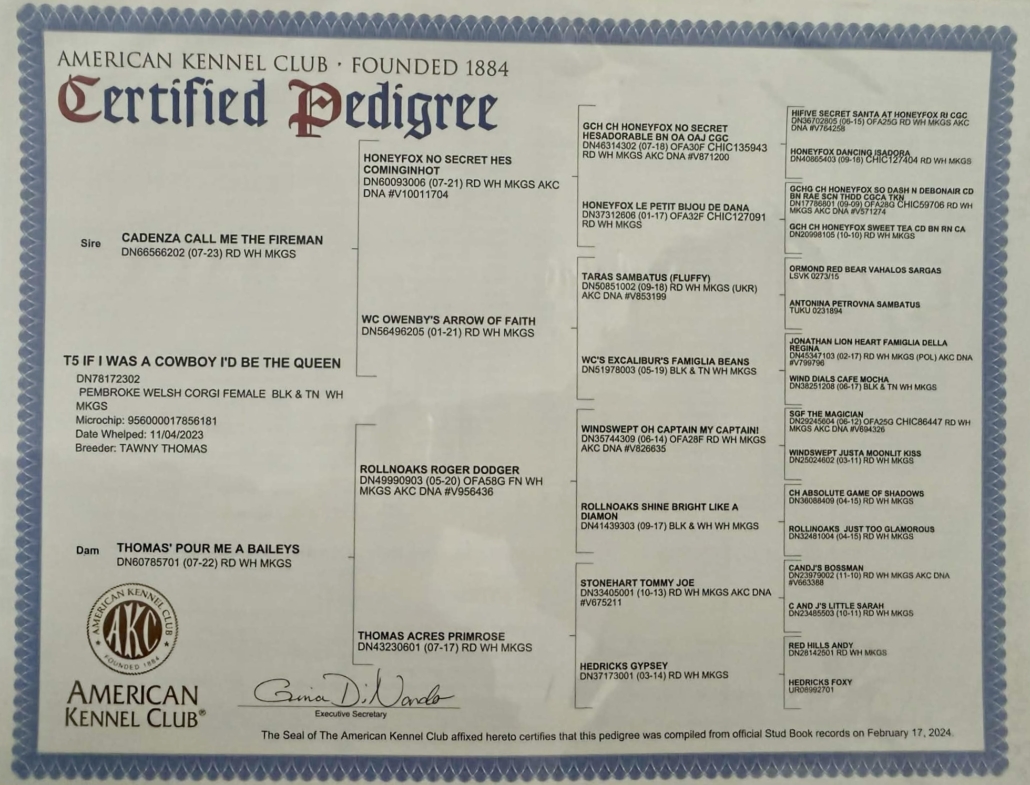 AMERICAN KENNEL CLUB · FOUNDED 1884
Certified Pedigree
Sire
CADENZA CALL ME THE FIREMAN
DN66566202 (07-23) RD WH MKGS
T5 IF I WAS A COWBOY I'D BE THE QUEEN
DN78172302
PEMBROKE WELSH CORGI FEMALE BLK & TN WH
MKGS
Microchip: 956000017856181
Date Whelped: 11/04/2023
Breeder: TAWNY THOMAS
Dam
THOMAS' POUR ME A BAILEYS
DN60785701 (07-22) RD WH MKGS
HONEYFOX NO SECRET HES
COMINGINHOT
DN60093006 (07-21) RD WH MKGS AKC
DNA #V10011704
WC OWENBY'S ARROW OF FAITH
DN56496205 (01-21) RD WH MKGS
ROLLNOAKS ROGER DODGER
DN49990903 (05-20) OFA58G FN WH
MKGS AKC DNA #V956436
THOMAS ACRES PRIMROSE
DN43230601 (07-17) RD WH MKGS
GCH CH HONEYFOX NO SECRET
HESADORABLE BN OA OAJ CGC
DN46314302 (07-18) OFA30F CHIC135943
RD WH MKGS AKC DNA #V871200
HONEYFOX LE PETIT BIJOU DE DANA
DN37312606 (01-17) OFA32F CHIC127091
RD WH MKGS
TARAS SAMBATUS (FLUFFY)
DN50851002 (09-18) RD WH MKGS (UKR)
AKC DNA #V853199
WC'S EXCALIBUR'S FAMIGLIA BEANS
DN51978003 (05-19) BLK & TN WH MKGS
WINDSWEPT OH CAPTAIN MY CAPTAIN!
DN35744309 (06-14) OFA28F RD WH MKGS
AKC DNA #V826635
ROLLNOAKS SHINE BRIGHT LIKE A
DIAMON
DN41439303 (09-17) BLK & WH WH MKGS
STONEHART TOMMY JOE
DN33405001 (10-13) RD WH MKGS AKC DNA
#V675211
HEDRICKS GYPSEY
DN37173001 (03-14) RD WH MKGS
HIFIVE SECRET SANTA AT HONEYFOX RI CGC
DN36702805 (06-15) OFA25G RD WH MKGS AKC
DNA #V764258
HONEYFOX DANCING ISADORA
DN40865403 (09-16) CHIC127404 RD WH MKGS
GCHG CH HONEYFOX SO DASH N DEBONAIR CD
BN RAE SCN THDD CGCA TKN
DN17786801 (09-09) OFA28G CHIC59706 RD WH
MKGS AKC DNA #V571274
GCH CH HONEYFOX SWEET TEA CD BN RN CA
DN20998105 (10-10) RD WH MKGS
ORMOND RED BEAR VAHALOS SARGAS
LSVK 0273/15
ANTONINA PETROVNA SAMBATUS
TUKU 0231894
JONATHAN LION HEART FAMIGLIA DELLA
REGINA
DN45347103 (02-17) RD WH MKGS (POL) AKC DNA
#V799796
WIND DIALS CAFE MOCHA
DN38251208 (06-17) BLK & TN WH MKGS
SGF THE MAGICIAN
DN29245604 (06-12) OFA25G CHIC86447 RD WH
MKGS AKC DNA #V694326
WINDSWEPT JUSTA MOONLIT KISS
DN25024602 (03-11) RD WH MKGS
CH ABSOLUTE GAME OF SHADOWS
DN36088409 (04-15) RD WH MKGS
ROLLINOAKS JUST TOO GLAMOROUS
DN32481004 (04-15) RD WH MKGS
CANDJ'S BOSSMAN
DN23979002 (11-10) RD WH MKGS AKC DNA
#V663388
C AND J'S LITTLE SARAH
DN23485503 (10-11) RD WH MKGS
RED HILLS ANDY
DN28142501 RD WH MKGS
HEDRICKS FOXY
UR08992701
AMERICAN KENNEL CLUB
AKC
FOUNDED 1884
AMERICAN
KENNEL CLUB®
Gina DiNardo
Executive Secretary
The Seal of The American Kennel Club affixed hereto certifies that this pedigree was compiled from official Stud Book records on February 17, 2024.